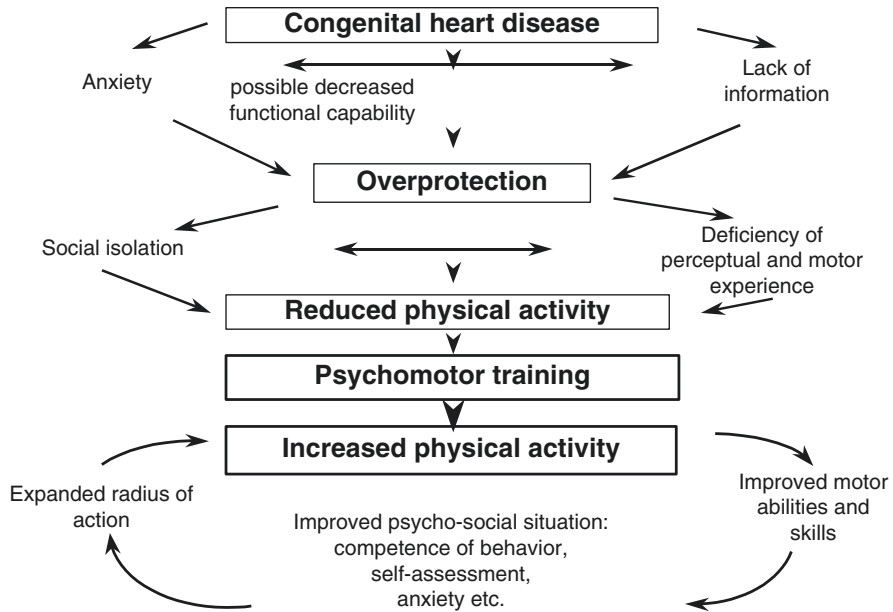 Congenital heart disease
Anxiety
possible decreased
functional capability
Lack of
information
Overprotection
Social isolation
Deficiency of
perceptual and motor
experience
Reduced physical activity
Psychomotor training
Increased physical activity
Expanded radius of
action
Improved psycho-social situation:
competence of behavior,
self-assessment,
anxiety etc.
Improved motor
abilities and
skills